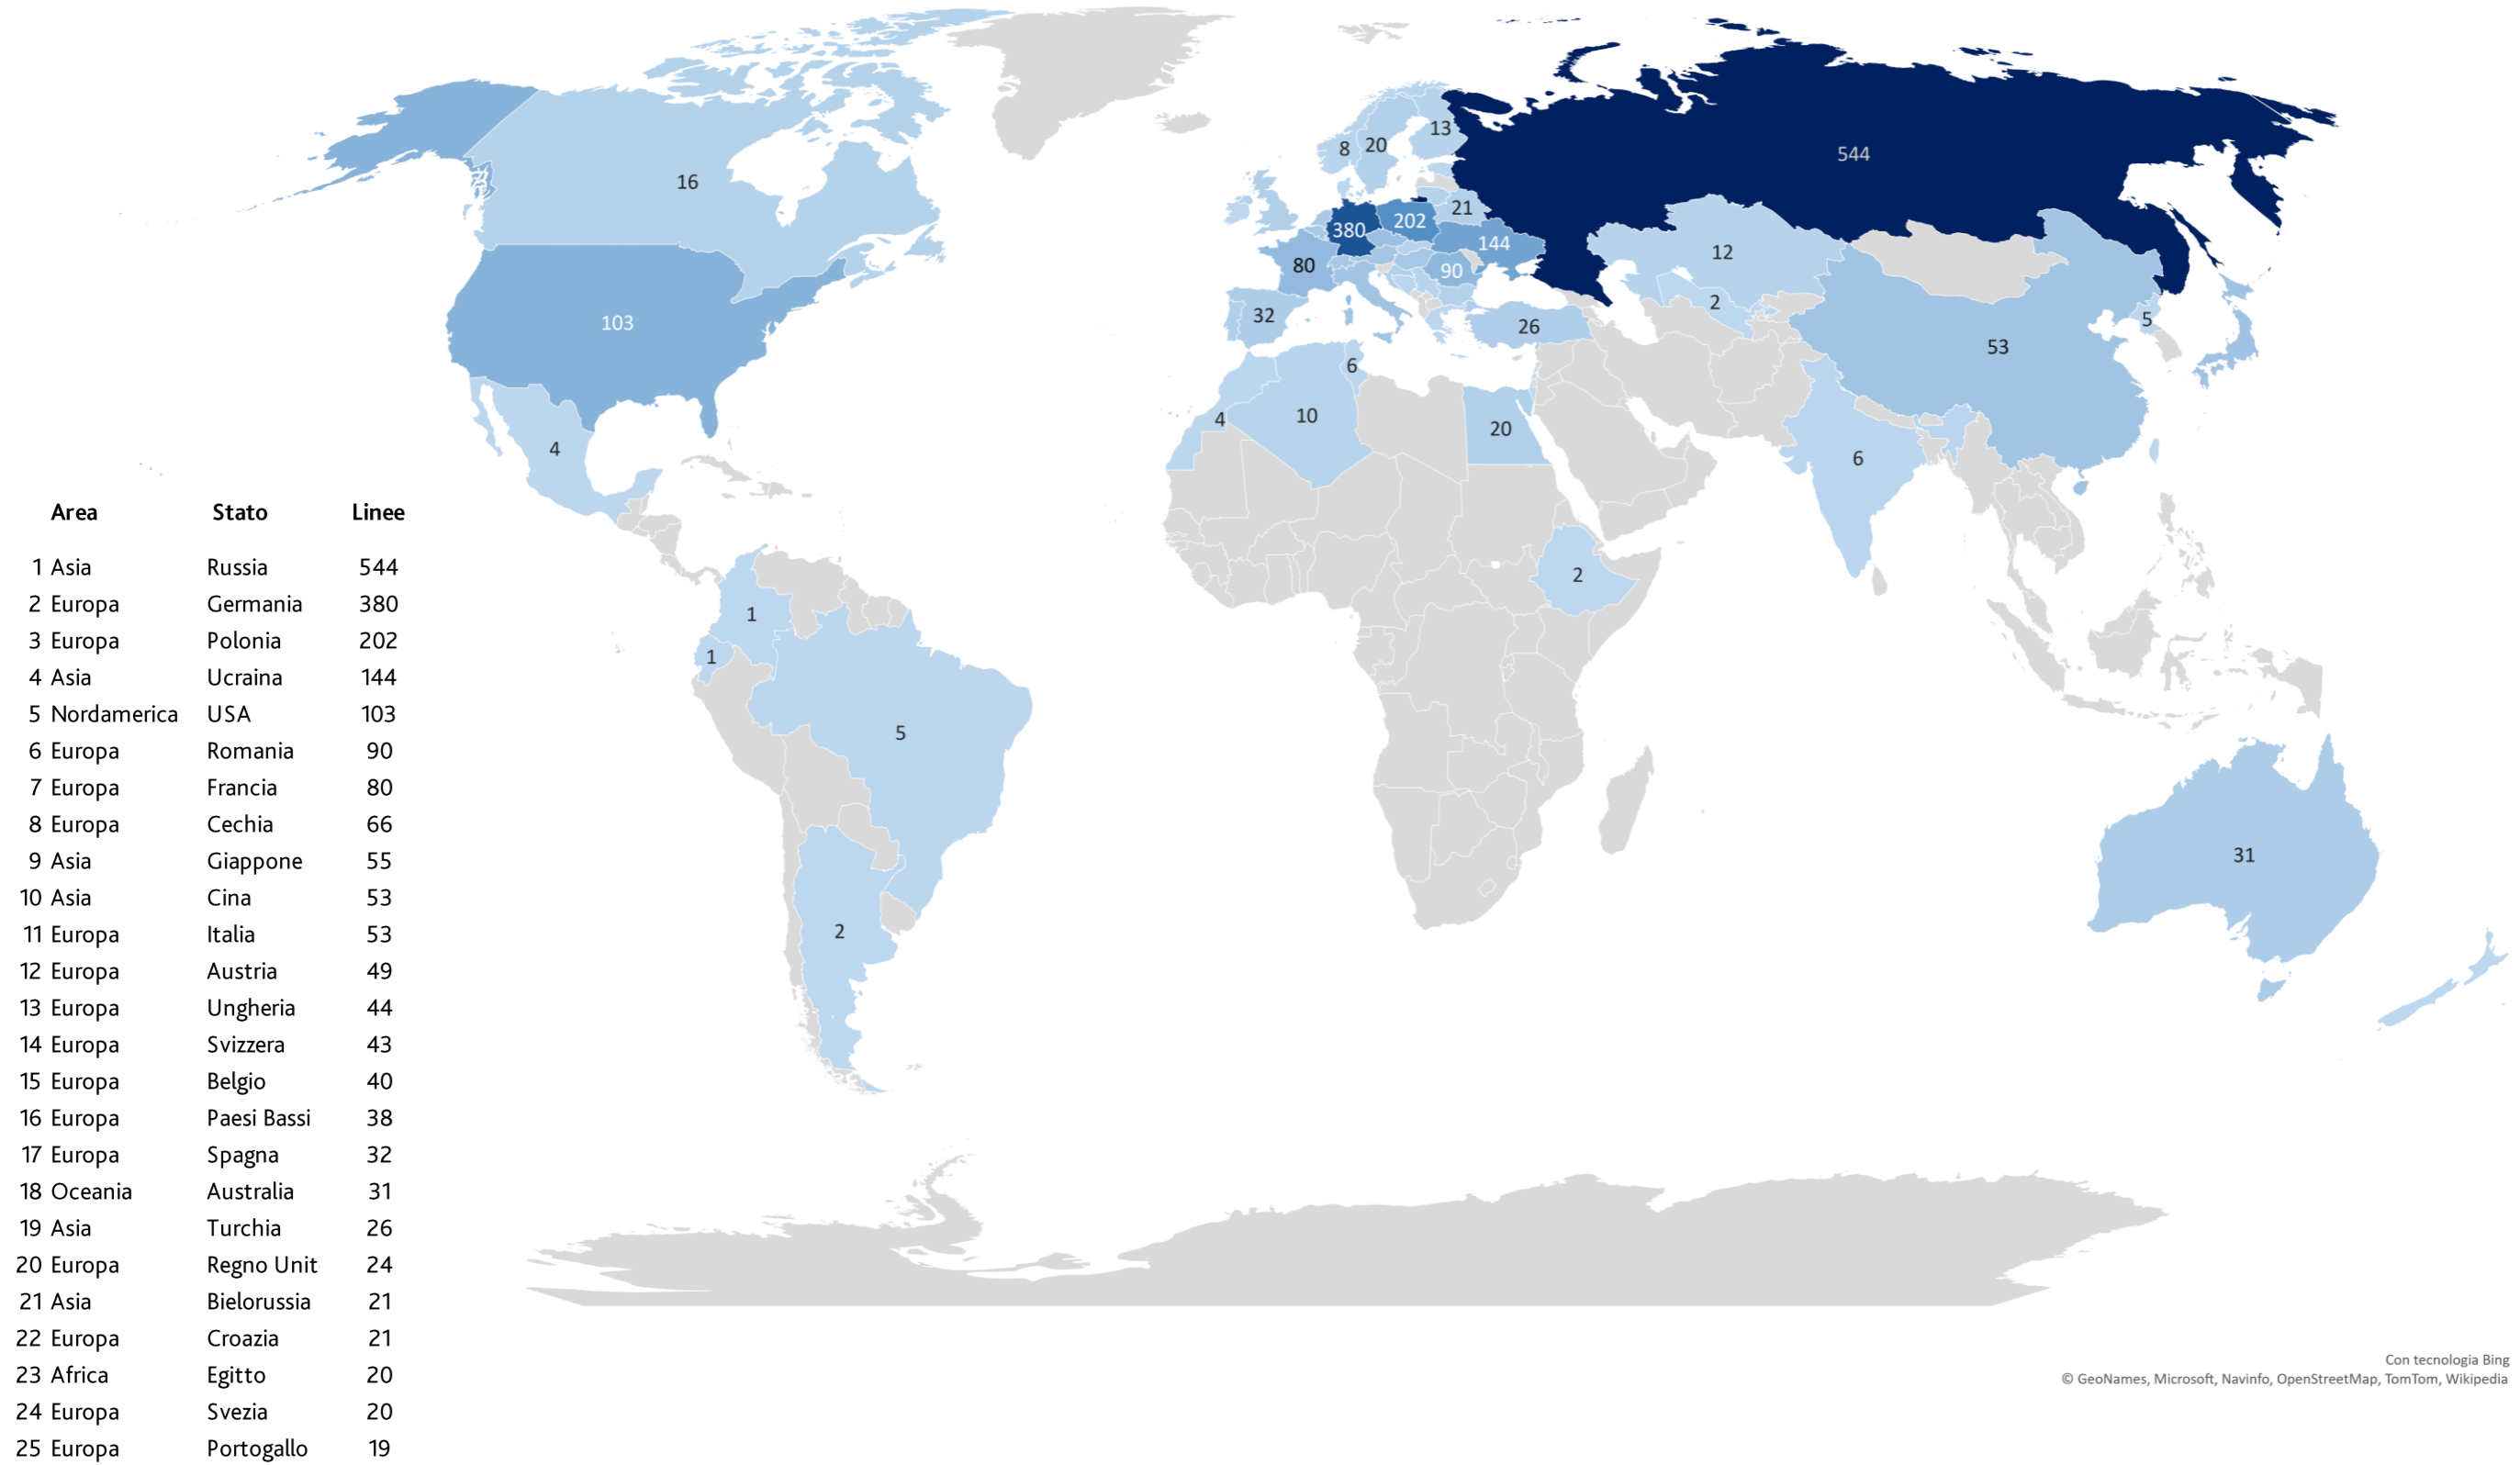 544
13
8
20
16
21
380
202
144
12
80
90
2
103
32
26
5
53
6
4
10
20
4
6
2
1
1
5
31
2
Area Stato Linee
1 Asia Russia 544
2 Europa Germania 380
3 Europa Polonia 202
4 Asia Ucraina 144
5 Nordamerica USA 103
6 Europa Romania 90
7 Europa Francia 80
8 Europa Cechia 66
9 Asia Giappone 55
10 Asia Cina 53
11 Europa Italia 53
12 Europa Austria 49
13 Europa Ungheria 44
14 Europa Svizzera 43
15 Europa Belgio 40
16 Europa Paesi Bassi 38
17 Europa Spagna 32
18 Oceania Australia 31
19 Asia Turchia 26
20 Europa Regno Unit 24
21 Asia Bielorussia 21
22 Europa Croazia 21
23 Africa Egitto 20
24 Europa Svezia 20
25 Europa Portogallo 19
Con tecnologia Bing
© GeoNames, Microsoft, Navinfo, OpenStreetMap, TomTom, Wikipedia